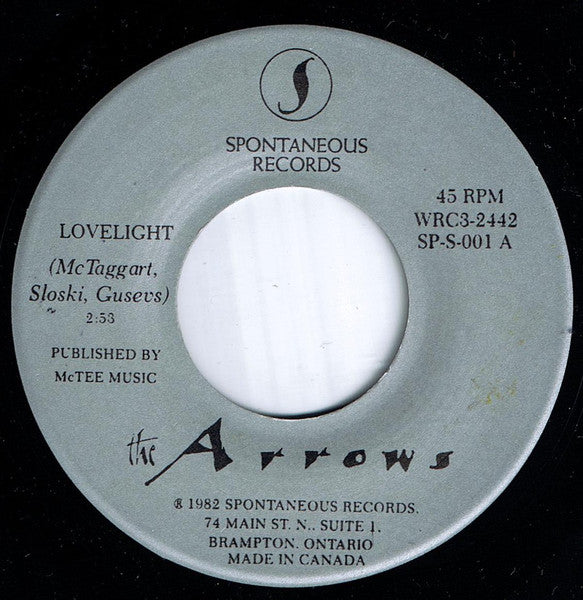 S
SPONTANEOUS
RECORDS
45 RPM
WRC3-2442
SP-S-001 A
LOVELIGHT
(McTaggart,
Sloski, Gusevs)
2:53
PUBLISHED BY
McTEE MUSIC
the Arrows
℗ 1982 SPONTANEOUS RECORDS.
74 MAIN ST. N.. SUITE 1.
BRAMPTON. ONTARIO
MADE IN CANADA